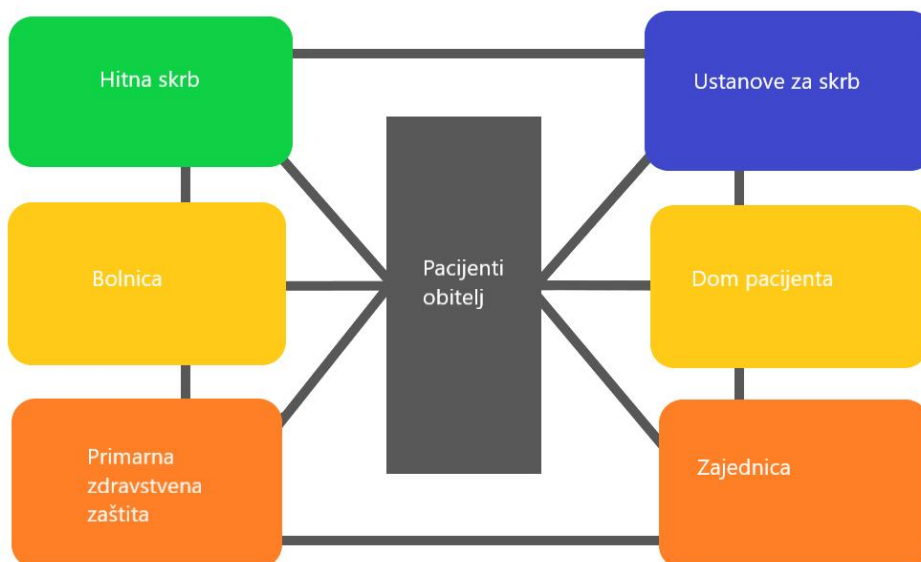 Hitna skrb
Ustanove za skrb
Bolnica
Pacijenti
obitelj
Dom pacijenta
Primarna
zdravstvena
zaštita
Zajednica